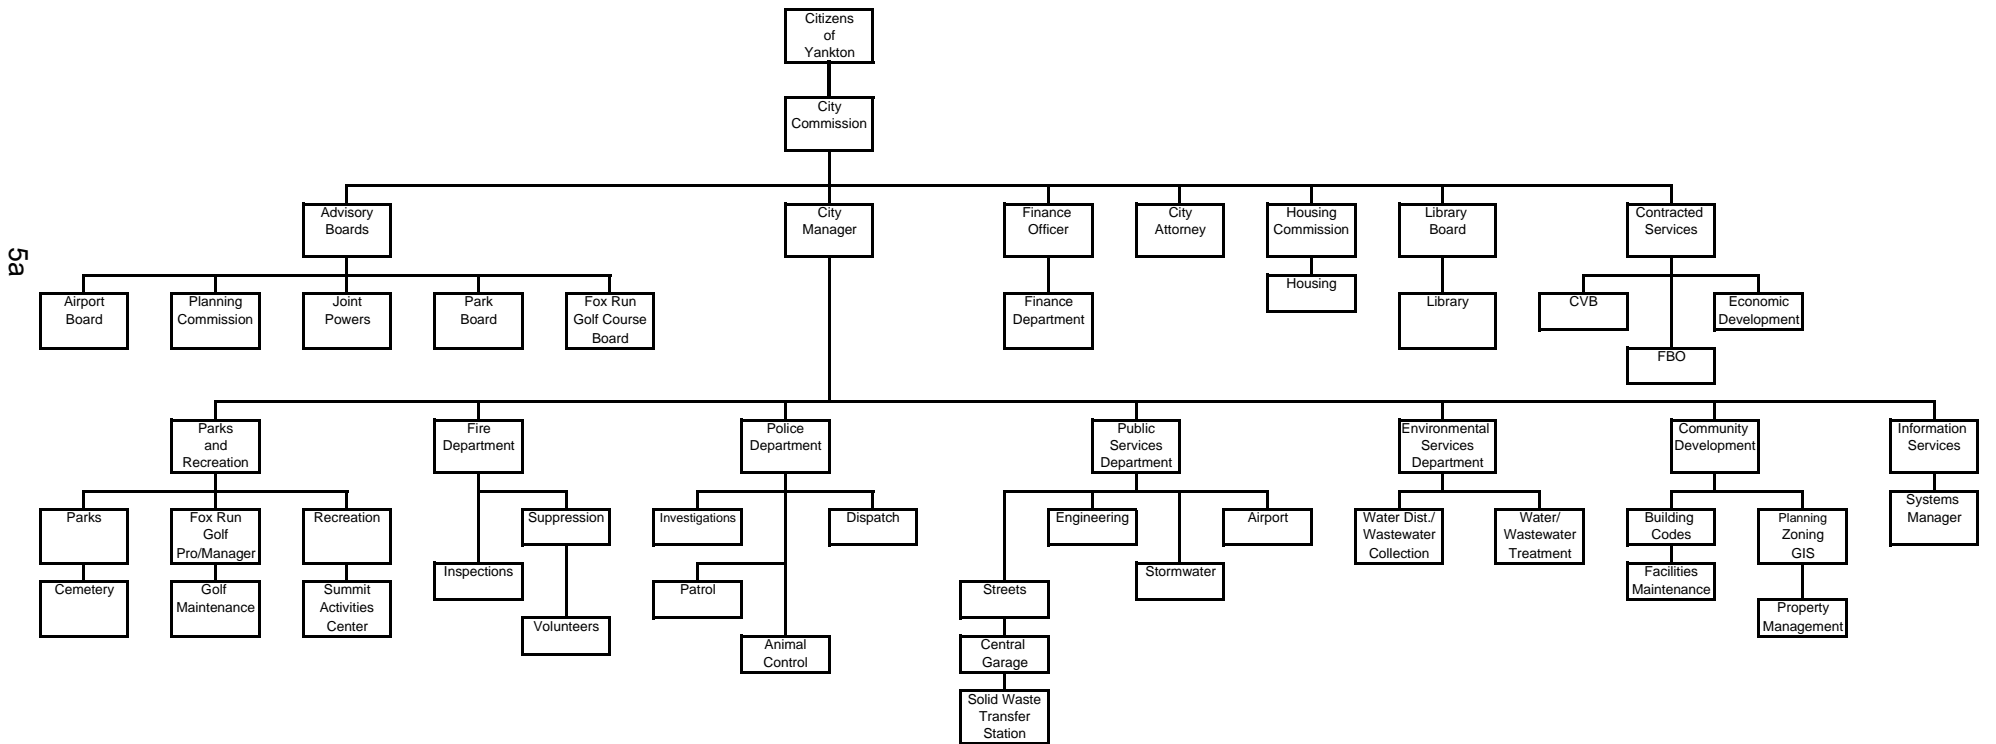 Citizens
of
Yankton
City
Commission
Advisory
Boards
City
Manager
Finance
Officer
City
Attorney
Housing
Commission
Library
Board
Contracted
Services
5a
Airport
Board
Planning
Commission
Joint
Powers
Park
Board
Fox Run
Golf Course
Board
Finance
Department
Housing
Library
CVB
Economic
Development
FBO
Parks
and
Recreation
Fire
Department
Police
Department
Public
Services
Department
Environmental
Services
Department
Community
Development
Information
Services
Parks
Fox Run
Golf
Pro/Manager
Recreation
Suppression
Investigations
Dispatch
Engineering
Airport
Water Dist./
Wastewater
Collection
Water/
Wastewater
Treatment
Building
Codes
Planning
Zoning
GIS
Systems
Manager
Cemetery
Golf
Maintenance
Summit
Activities
Center
Inspections
Volunteers
Patrol
Animal
Control
Streets
Stormwater
Central
Garage
Solid Waste
Transfer
Station
Facilities
Maintenance
Property
Management